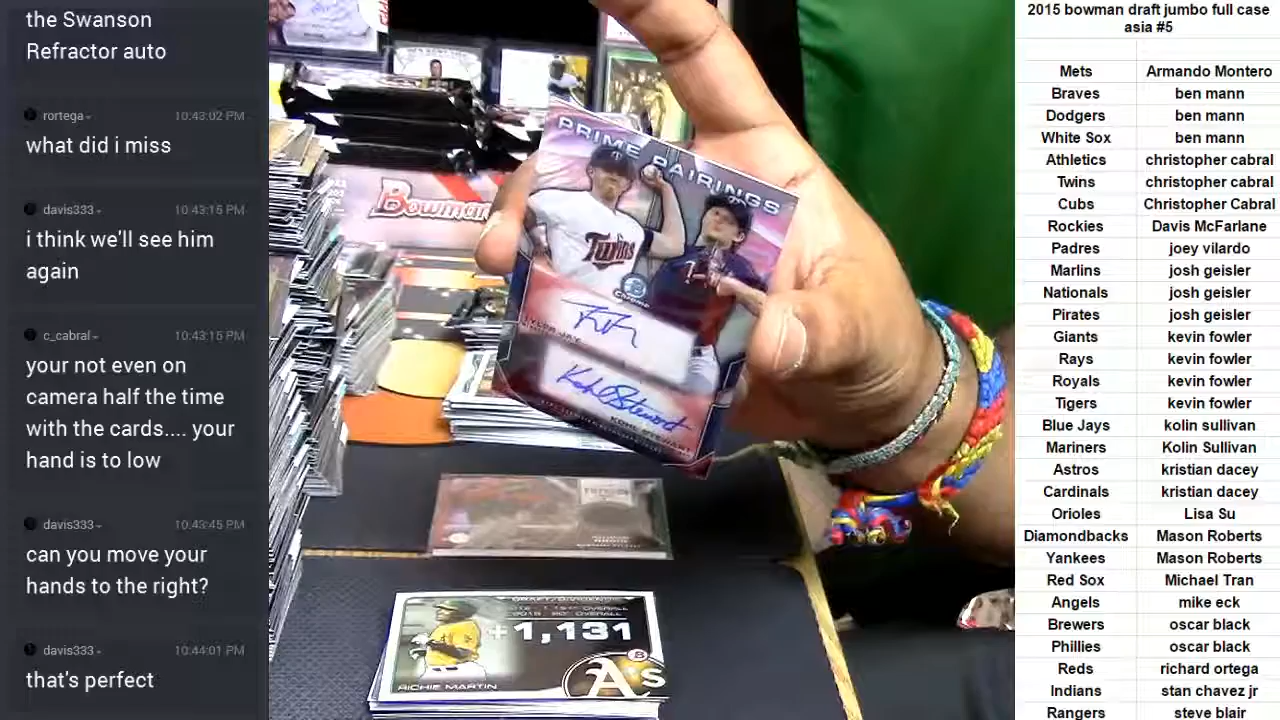 the Swanson
Refractor auto
rortega
10:43:02 PM
what did i miss
davis333
10:43:15 PM
i think we'll see him
again
c_cabral
10:43:15 PM
your not even on
camera half the time
with the cards.... your
hand is to low
davis333
10:43:45 PM
can you move your
hands to the right?
davis333
10:44:01 PM
that's perfect
Bowman
PRIME PAIRINGS
Twins
Chrome
TYLER JAY
Kohl Stewart
KOHL STEWART
+1,131
A's
RICHIE MARTIN
2015 bowman draft jumbo full case
asia #5
Mets Armando Montero
Braves ben mann
Dodgers ben mann
White Sox ben mann
Athletics christopher cabral
Twins christopher cabral
Cubs Christopher Cabral
Rockies Davis McFarlane
Padres joey vilardo
Marlins josh geisler
Nationals josh geisler
Pirates josh geisler
Giants kevin fowler
Rays kevin fowler
Royals kevin fowler
Tigers kevin fowler
Blue Jays kolin sullivan
Mariners Kolin Sullivan
Astros kristian dacey
Cardinals kristian dacey
Orioles Lisa Su
Diamondbacks Mason Roberts
Yankees Mason Roberts
Red Sox Michael Tran
Angels mike eck
Brewers oscar black
Phillies oscar black
Reds richard ortega
Indians stan chavez jr
Rangers steve blair